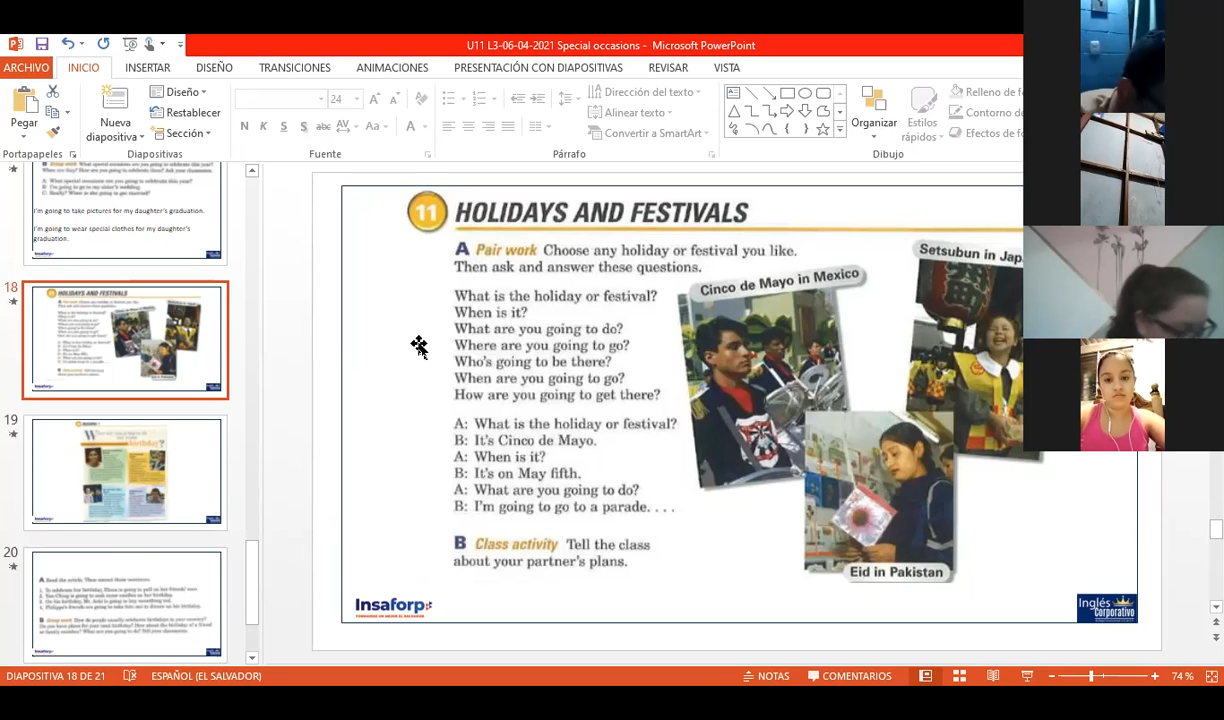 U11 L3-06-04-2021 Special occasions - Microsoft PowerPoint
ARCHIVO INICIO INSERTAR DISEÑO TRANSICIONES ANIMACIONES PRESENTACIÓN CON DIAPOSITIVAS REVISAR VISTA
Pegar
Nueva
diapositiva
Diseño
Restablecer
Sección
24
N K S S abc AV Aa A
Dirección del texto
Alinear texto
Convertir a SmartArt
Organizar
Estilos
rápidos
Relleno de f
Contorno de
Efectos de f
Portapapeles Diapositivas Fuente Párrafo Dibujo
I'm going to take pictures for my daughter's graduation.
I'm going to wear special clothes for my daughter's
graduation.
18
19
20
11 HOLIDAYS AND FESTIVALS
A Pair work Choose any holiday or festival you like.
Then ask and answer these questions.
What is the holiday or festival?
When is it?
What are you going to do?
Where are you going to go?
Who's going to be there?
When are you going to go?
How are you going to get there?
A: What is the holiday or festival?
B: It's Cinco de Mayo.
A: When is it?
B: It's on May fifth.
A: What are you going to do?
B: I'm going to go to a parade. . . .
B Class activity Tell the class
about your partner's plans.
Cinco de Mayo in Mexico
Setsubun in Jap
Eid in Pakistan
Insaforp
Inglés
Corporativo
DIAPOSITIVA 18 DE 21 ESPAÑOL (EL SALVADOR) NOTAS COMENTARIOS 74 %